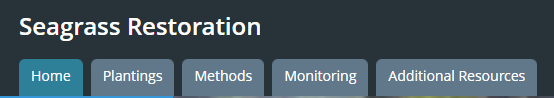 Seagrass Restoration
Home Plantings Methods Monitoring Additional Resources